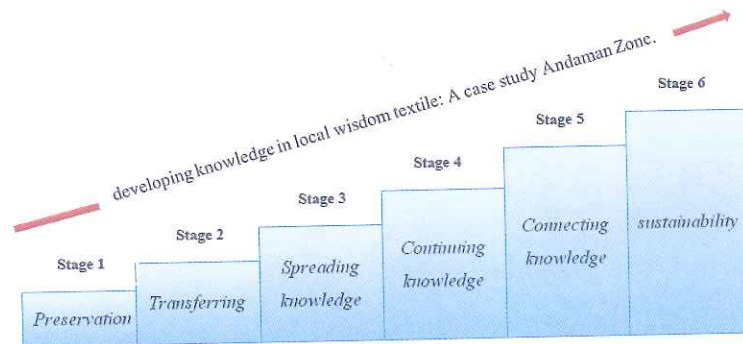 developing knowledge in local wisdom textile: A case study Andaman Zone.
Stage 1
Preservation
Stage 2
Transferring
Stage 3
Spreading
knowledge
Stage 4
Continuing
knowledge
Stage 5
Connecting
knowledge
Stage 6
sustainability